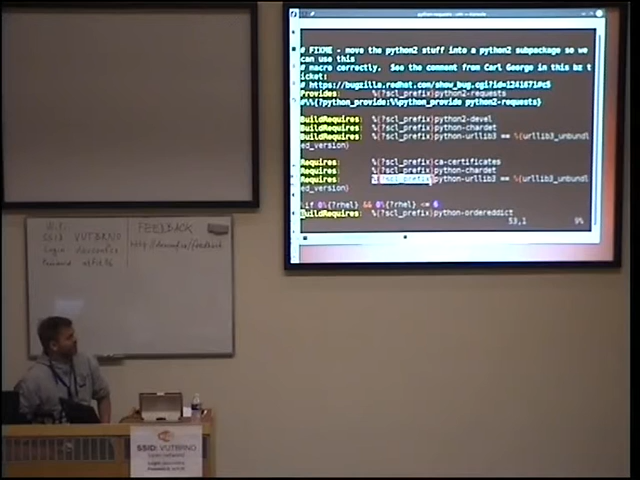 # FIXME - move the python2 stuff into a python2 subpackage so we
can use this
# macro correctly.  See the comment from Carl George in this bz t
icket:
# https://bugzilla.redhat.com/show_bug.cgi?id=1241671#c5
Provides:       %{?scl_prefix}python2-requests
#%%{?python_provide:%%python_provide python2-requests}
BuildRequires:  %{?scl_prefix}python2-devel
BuildRequires:  %{?scl_prefix}python-chardet
BuildRequires:  %{?scl_prefix}python-urllib3 == %{urllib3_unbundl
ed_version}
Requires:       %{?scl_prefix}ca-certificates
Requires:       %{?scl_prefix}python-chardet
Requires:       %{?scl_prefix}python-urllib3 == %{urllib3_unbundl
ed_version}
%if 0%{?rhel} && 0%{?rhel} <= 6
BuildRequires:  %{?scl_prefix}python-ordereddict
53,1 9%
WiFi
SSID VUTBRNO
Login
Password
FEEDBACK
SSID: VUTBRNO